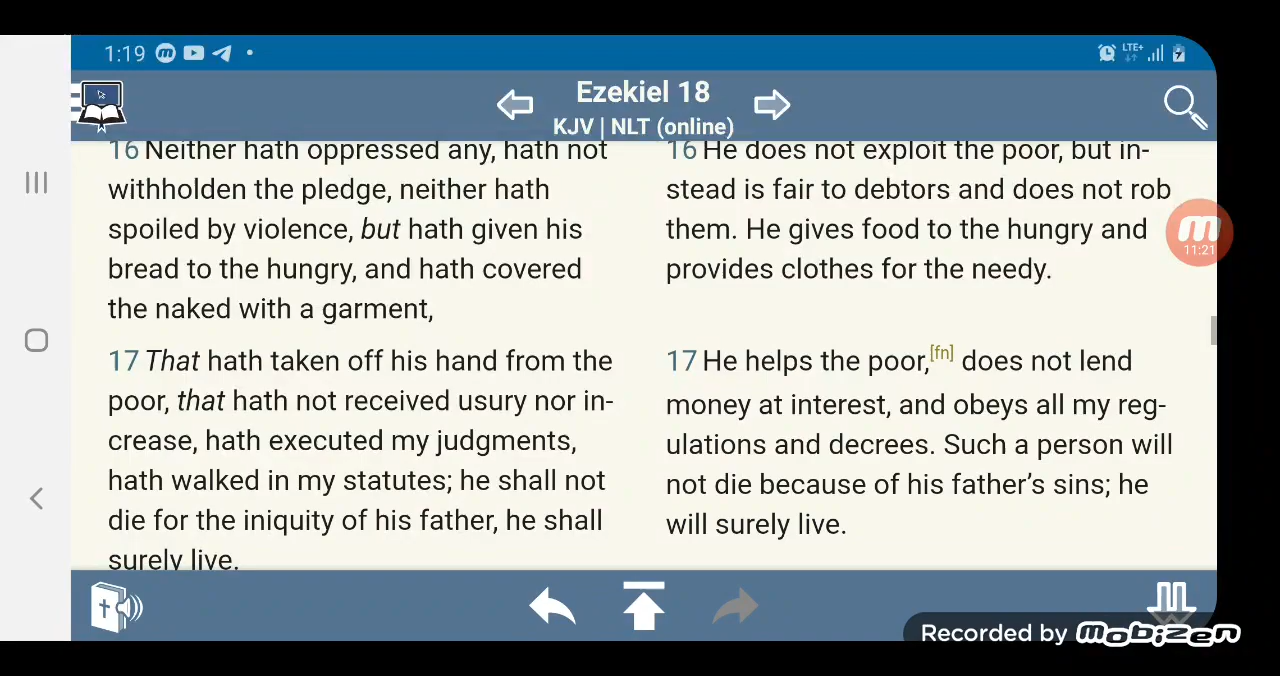 1:19
LTE+
Ezekiel 18
KJV | NLT (online)
11:21
16 Neither hath oppressed any, hath not
withholden the pledge, neither hath
spoiled by violence, but hath given his
bread to the hungry, and hath covered
the naked with a garment,
17 That hath taken off his hand from the
poor, that hath not received usury nor in-
crease, hath executed my judgments,
hath walked in my statutes; he shall not
die for the iniquity of his father, he shall
surely live.
16 He does not exploit the poor, but in-
stead is fair to debtors and does not rob
them. He gives food to the hungry and
provides clothes for the needy.
17 He helps the poor,[fn] does not lend
money at interest, and obeys all my reg-
ulations and decrees. Such a person will
not die because of his father’s sins; he
will surely live.
Recorded by Mobizen